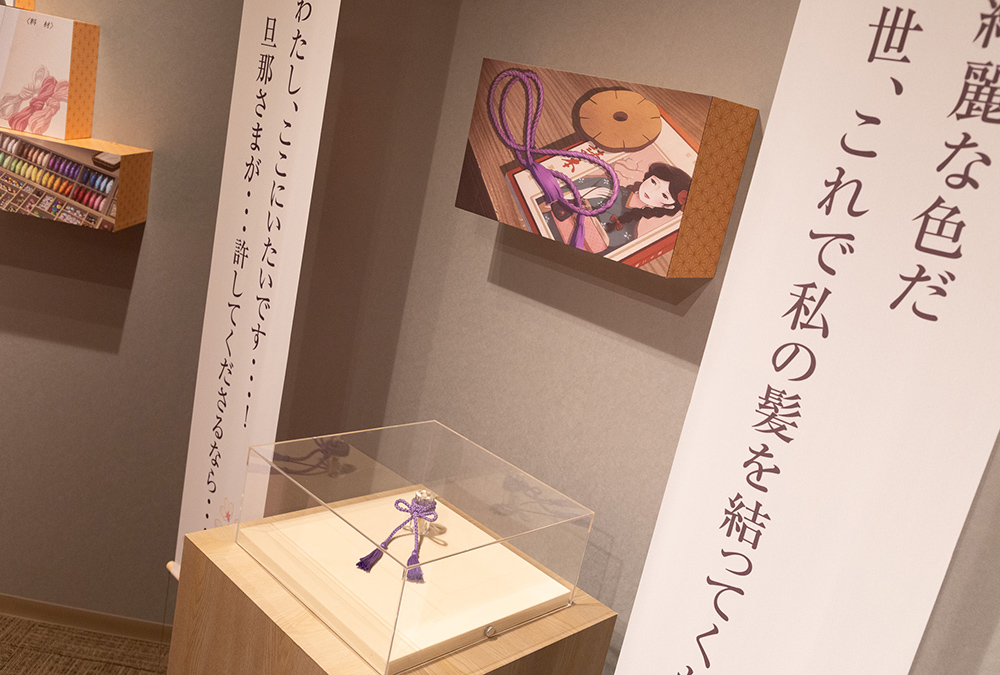 綺麗な色だ
世、これで私の髪を結ってく
わたし、ここにいたいです・・・！
旦那さまが・・・許してくださるなら・・・
（料　材）